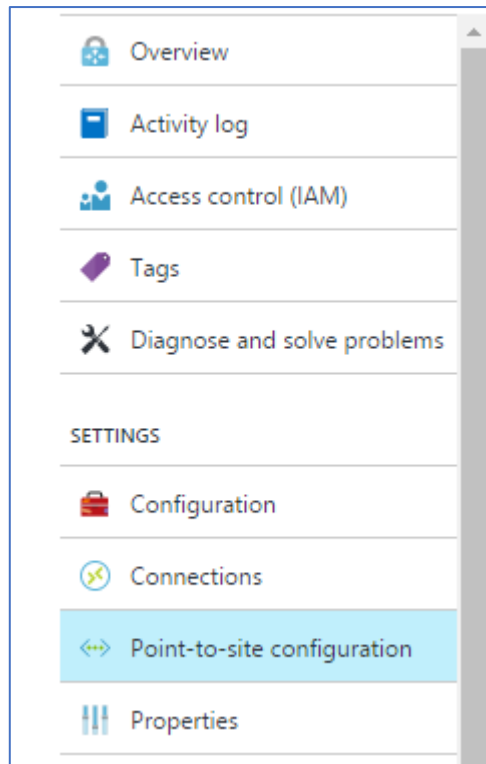 Overview
Activity log
Access control (IAM)
Tags
Diagnose and solve problems
SETTINGS
Configuration
Connections
Point-to-site configuration
Properties